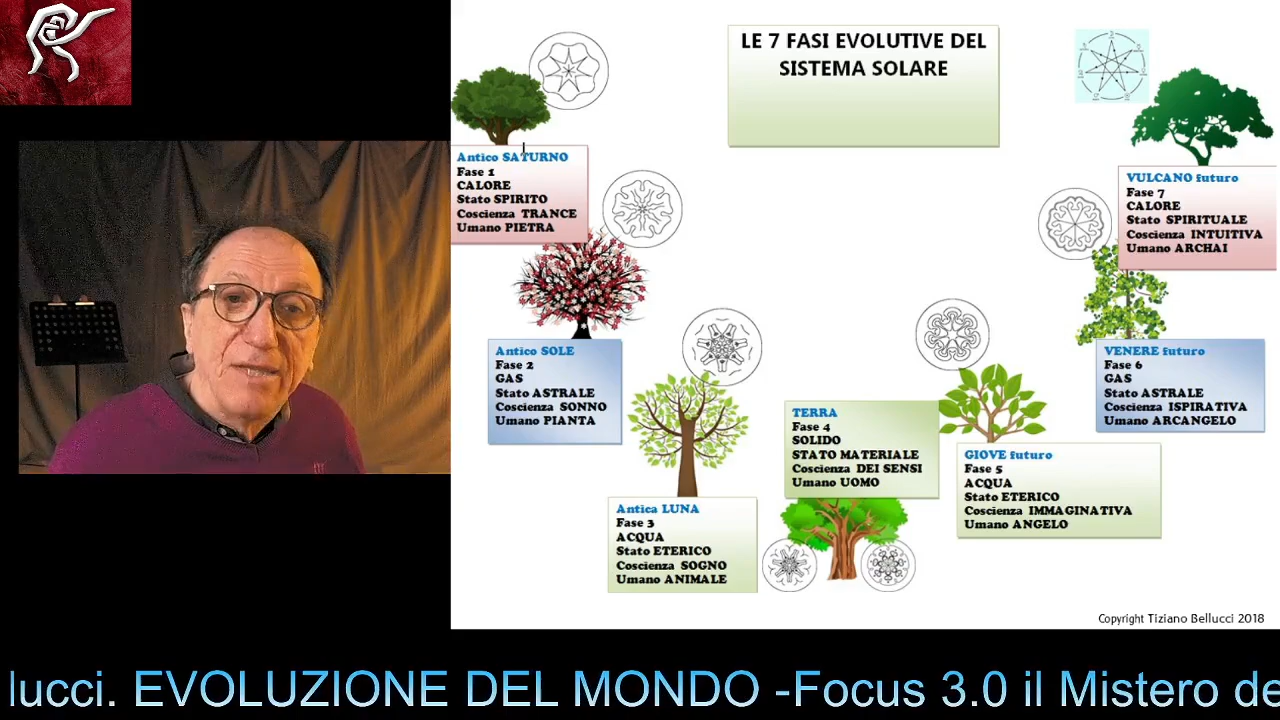 LE 7 FASI EVOLUTIVE DEL
SISTEMA SOLARE
Antico SATURNO
Fase 1
CALORE
Stato SPIRITO
Coscienza TRANCE
Umano PIETRA
Antico SOLE
Fase 2
GAS
Stato ASTRALE
Coscienza SONNO
Umano PIANTA
Antica LUNA
Fase 3
ACQUA
Stato ETERICO
Coscienza SOGNO
Umano ANIMALE
TERRA
Fase 4
SOLIDO
STATO MATERIALE
Coscienza DEI SENSI
Umano UOMO
GIOVE futuro
Fase 5
ACQUA
Stato ETERICO
Coscienza IMMAGINATIVA
Umano ANGELO
VENERE futuro
Fase 6
GAS
Stato ASTRALE
Coscienza ISPIRATIVA
Umano ARCANGELO
VULCANO futuro
Fase 7
CALORE
Stato SPIRITUALE
Coscienza INTUITIVA
Umano ARCHAI
Copyright Tiziano Bellucci 2018
lucci. EVOLUZIONE DEL MONDO -Focus 3.0 il Mistero de